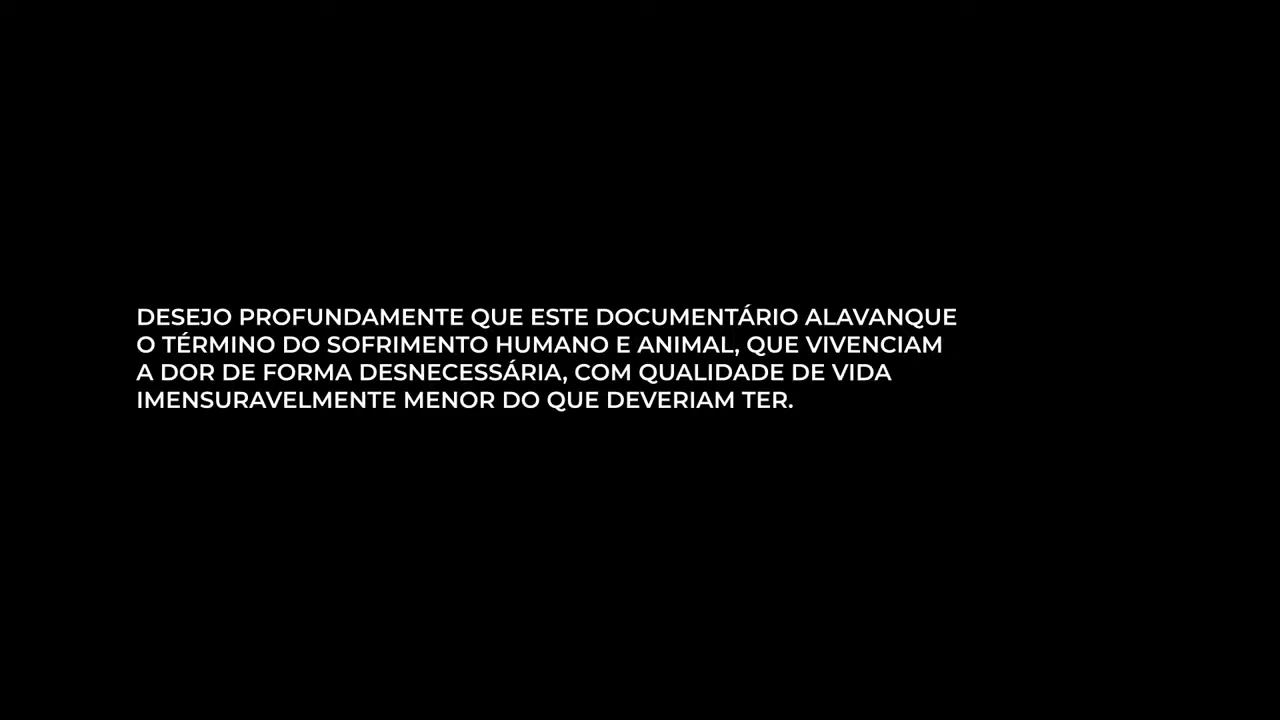 DESEJO PROFUNDAMENTE QUE ESTE DOCUMENTÁRIO ALAVANQUE
O TÉRMINO DO SOFRIMENTO HUMANO E ANIMAL, QUE VIVENCIAM
A DOR DE FORMA DESNECESSÁRIA, COM QUALIDADE DE VIDA
IMENSURAVELMENTE MENOR DO QUE DEVERIAM TER.